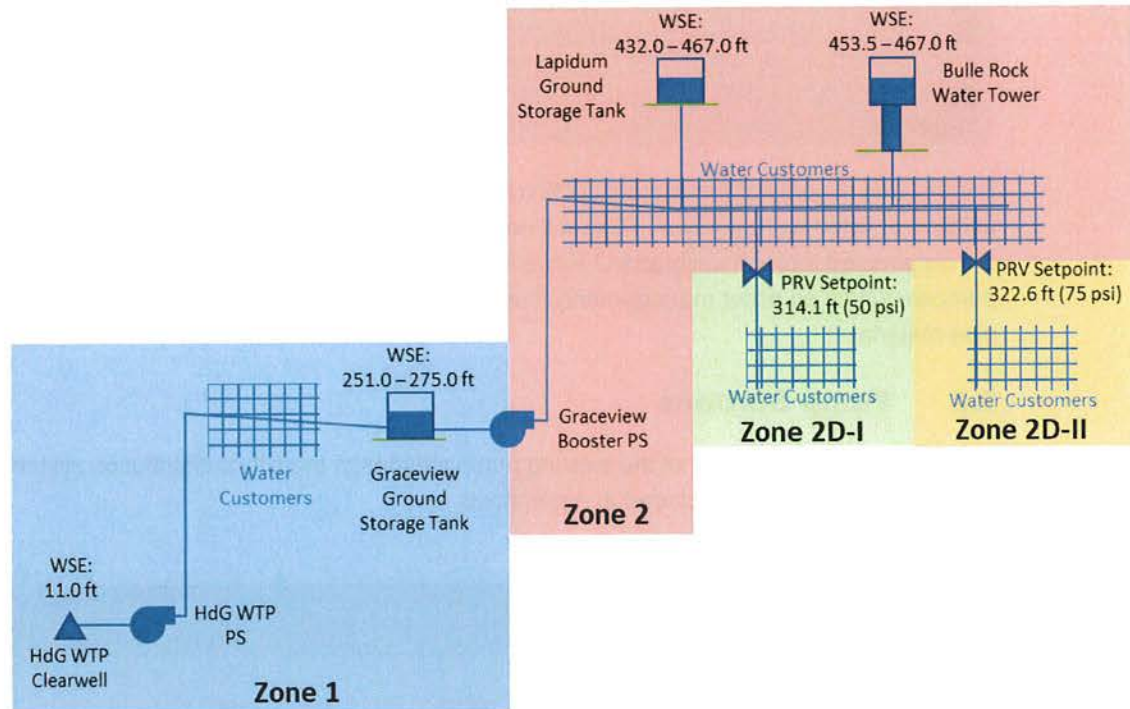 WSE:
432.0 – 467.0 ft
Lapidum
Ground
Storage Tank
WSE:
453.5 – 467.0 ft
Bulle Rock
Water Tower
Water Customers
PRV Setpoint:
314.1 ft (50 psi)
PRV Setpoint:
322.6 ft (75 psi)
Water Customers
Zone 2D-I
Water Customers
Zone 2D-II
WSE:
251.0 – 275.0 ft
Graceview
Booster PS
Water
Customers
Graceview
Ground
Storage Tank
Zone 2
WSE:
11.0 ft
HdG WTP
PS
HdG WTP
Clearwell
Zone 1